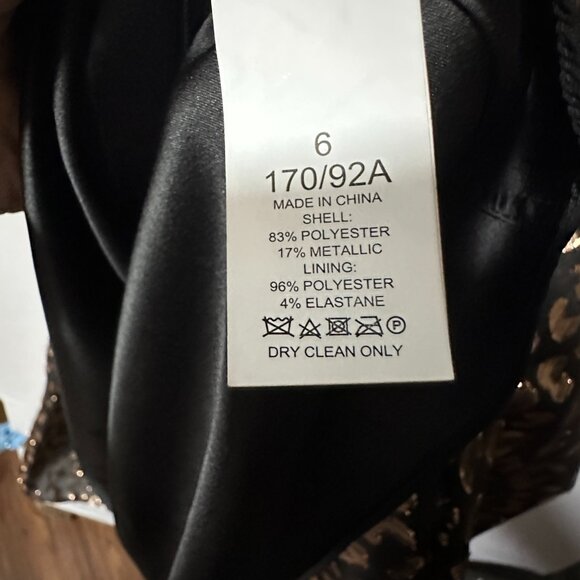 6
170/92A
MADE IN CHINA
SHELL:
83% POLYESTER
17% METALLIC
LINING:
96% POLYESTER
4% ELASTANE
P
DRY CLEAN ONLY